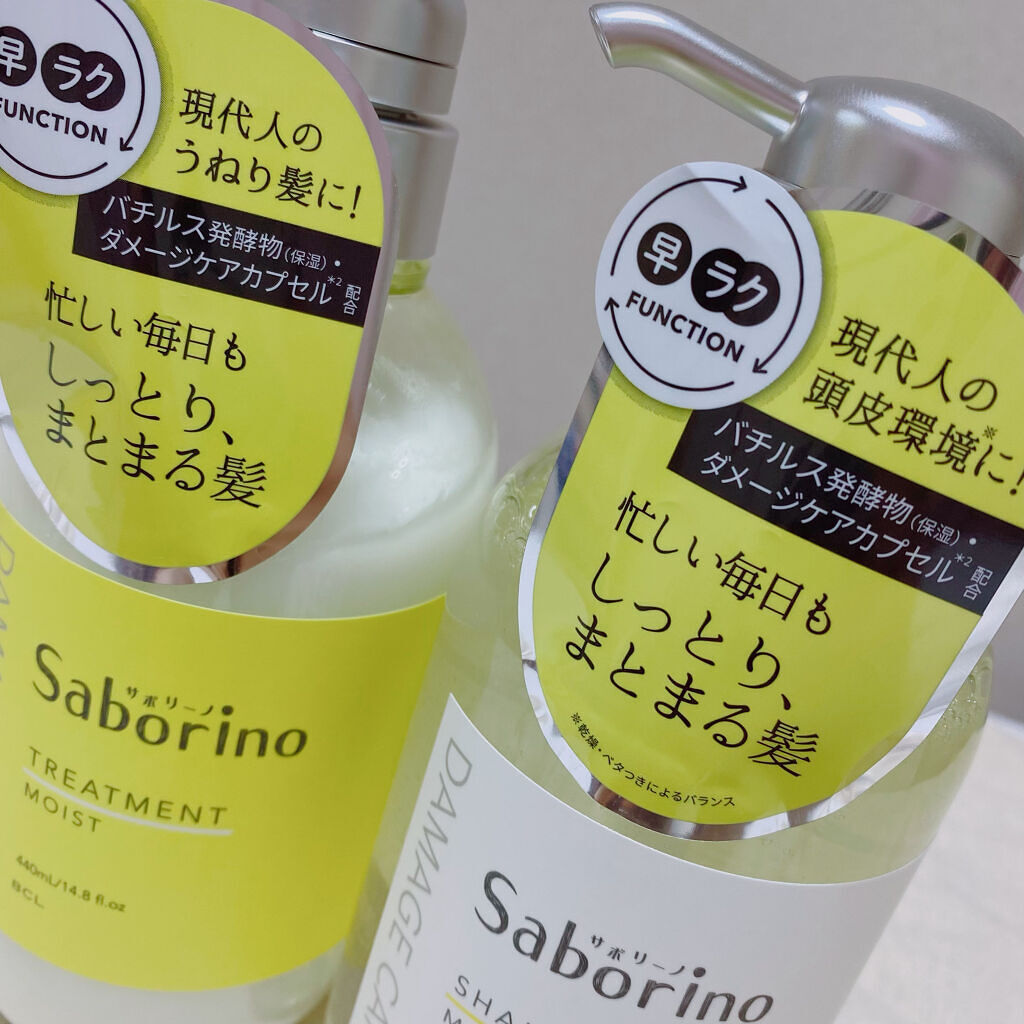 早 ラク
FUNCTION
現代人の
うねり髪に!
バチルス発酵物(保湿)・
ダメージケアカプセル*2 配合
忙しい毎日も
しっとり、
まとまる髪
サボリーノ
Saborino
TREATMENT
MOIST
440mL/14.8 fl.oz
BCL
早 ラク
FUNCTION
現代人の
頭皮環境※に!
バチルス発酵物(保湿)・
ダメージケアカプセル*2 配合
忙しい毎日も
しっとり、
まとまる髪
※乾燥・ベタつきによるバランス
DAMAGE CA
サボリーノ
Saborino
SHA